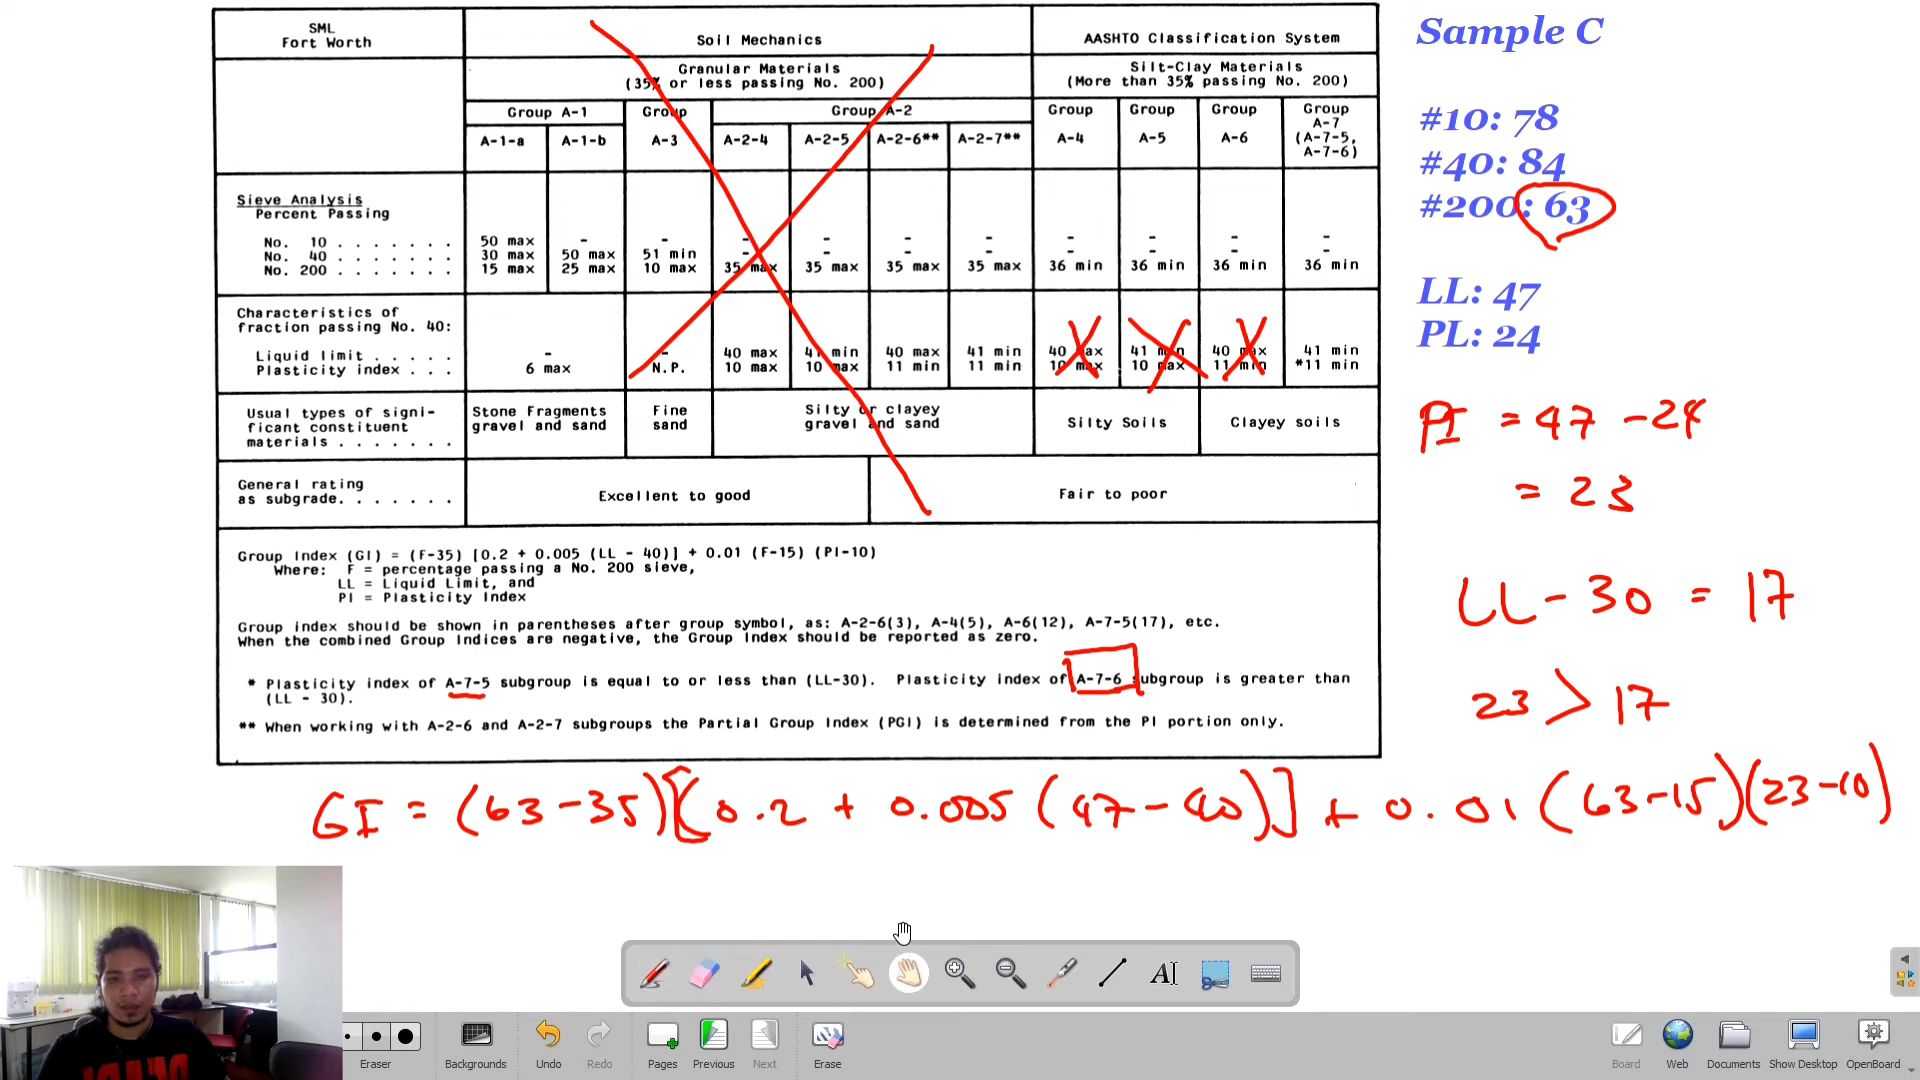 SML
Fort Worth
Soil Mechanics
AASHTO Classification System
Granular Materials
(35% or less passing No. 200)
Silt-Clay Materials
(More than 35% passing No. 200)
Group A-1
Group
A-3
Group A-2
Group
A-4
Group
A-5
Group
A-6
Group
A-7
(A-7-5,
A-7-6)
A-1-a A-1-b A-2-4 A-2-5 A-2-6** A-2-7**
Sieve Analysis
Percent Passing
No. 10 . . . . . . . 50 max - - - - - - - - - -
No. 40 . . . . . . . 30 max 50 max 51 min - - - - - - - -
No. 200 . . . . . . . 15 max 25 max 10 max 35 max 35 max 35 max 35 max 36 min 36 min 36 min 36 min
Characteristics of
fraction passing No. 40:
Liquid limit . . . . . - - 40 max 41 min 40 max 41 min 40 max 41 min 40 max 41 min
Plasticity index . . . 6 max N.P. 10 max 10 max 11 min 11 min 10 max 10 max 11 min *11 min
Usual types of signi-
ficant constituent
materials . . . . . . .
Stone Fragments
gravel and sand
Fine
sand
Silty or clayey
gravel and sand
Silty Soils
Clayey soils
General rating
as subgrade. . . . . . .
Excellent to good
Fair to poor
Group Index (GI) = (F-35) [0.2 + 0.005 (LL - 40)] + 0.01 (F-15) (PI-10)
Where: F = percentage passing a No. 200 sieve,
LL = Liquid Limit, and
PI = Plasticity Index
Group index should be shown in parentheses after group symbol, as: A-2-6(3), A-4(5), A-6(12), A-7-5(17), etc.
When the combined Group Indices are negative, the Group Index should be reported as zero.
* Plasticity index of A-7-5 subgroup is equal to or less than (LL-30). Plasticity index of A-7-6 subgroup is greater than
(LL - 30).
** When working with A-2-6 and A-2-7 subgroups the Partial Group Index (PGI) is determined from the PI portion only.
Sample C
#10: 78
#40: 84
#200: 63
LL: 47
PL: 24
PI = 47 - 24
= 23
LL - 30 = 17
23 > 17
GI = (63-35)[(0.2 + 0.005 (47-40)] + 0.01 (63-15)(23-10)
Eraser
Backgrounds
Undo
Redo
Pages
Previous
Next
Erase
Board
Web
Documents
Show Desktop
OpenBoard